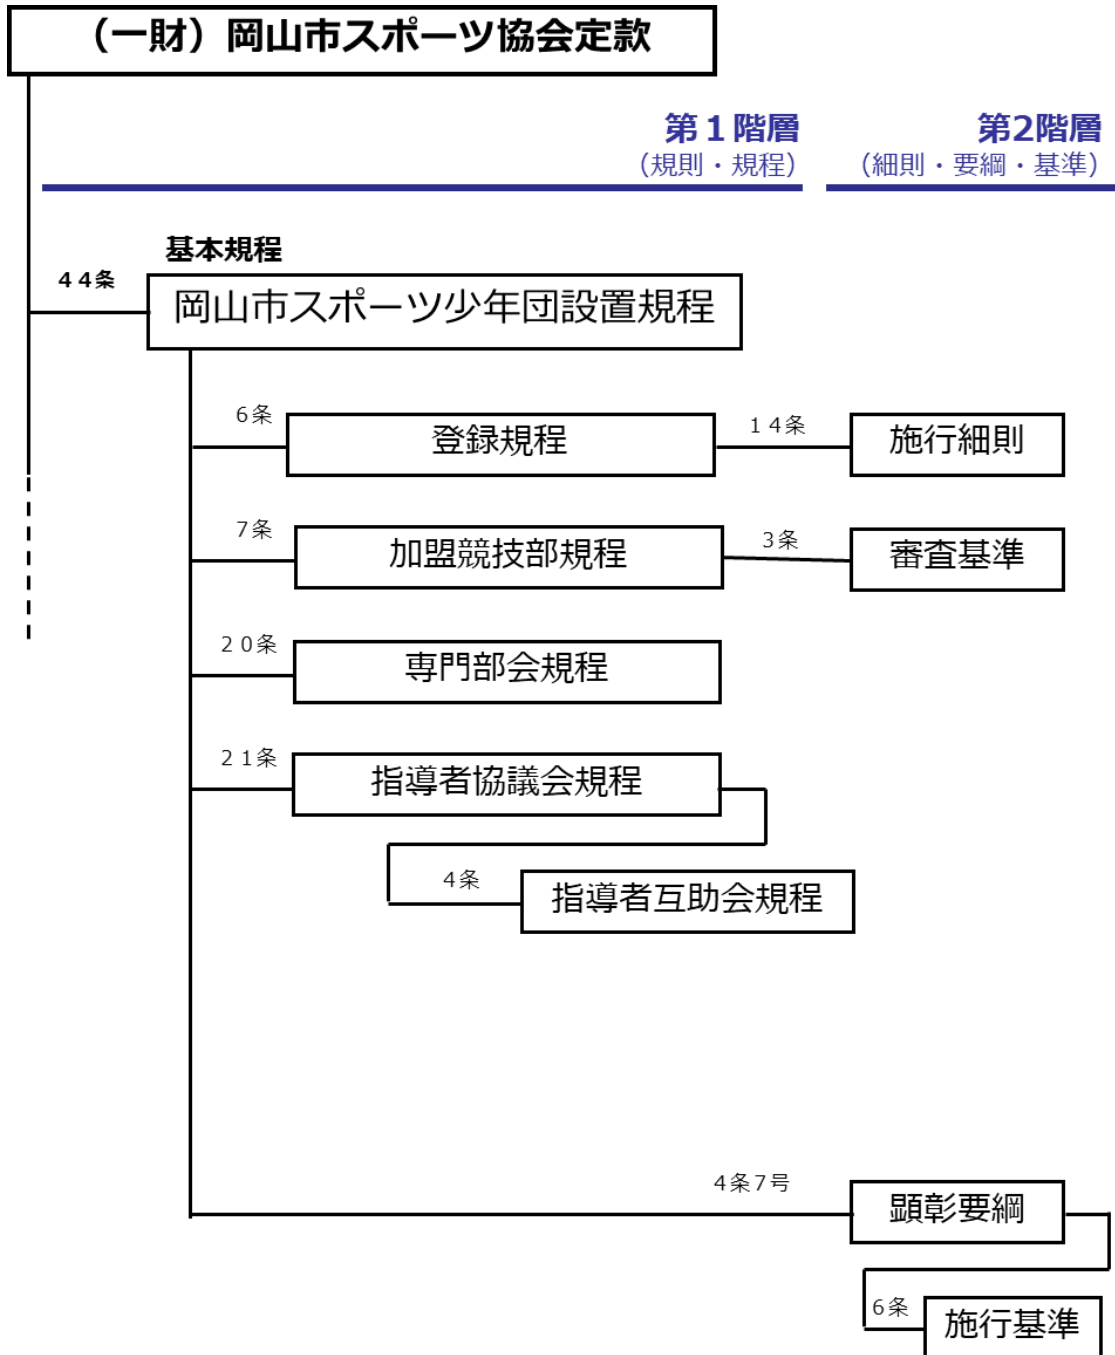 （一財）岡山市スポーツ協会定款
第１階層
（規則・規程）
第2階層
（細則・要綱・基準）
基本規程
４４条
岡山市スポーツ少年団設置規程
6条
登録規程
１４条
施行細則
7条
加盟競技部規程
3条
審査基準
２０条
専門部会規程
２１条
指導者協議会規程
4条
指導者互助会規程
4条7号
顕彰要綱
6条
施行基準